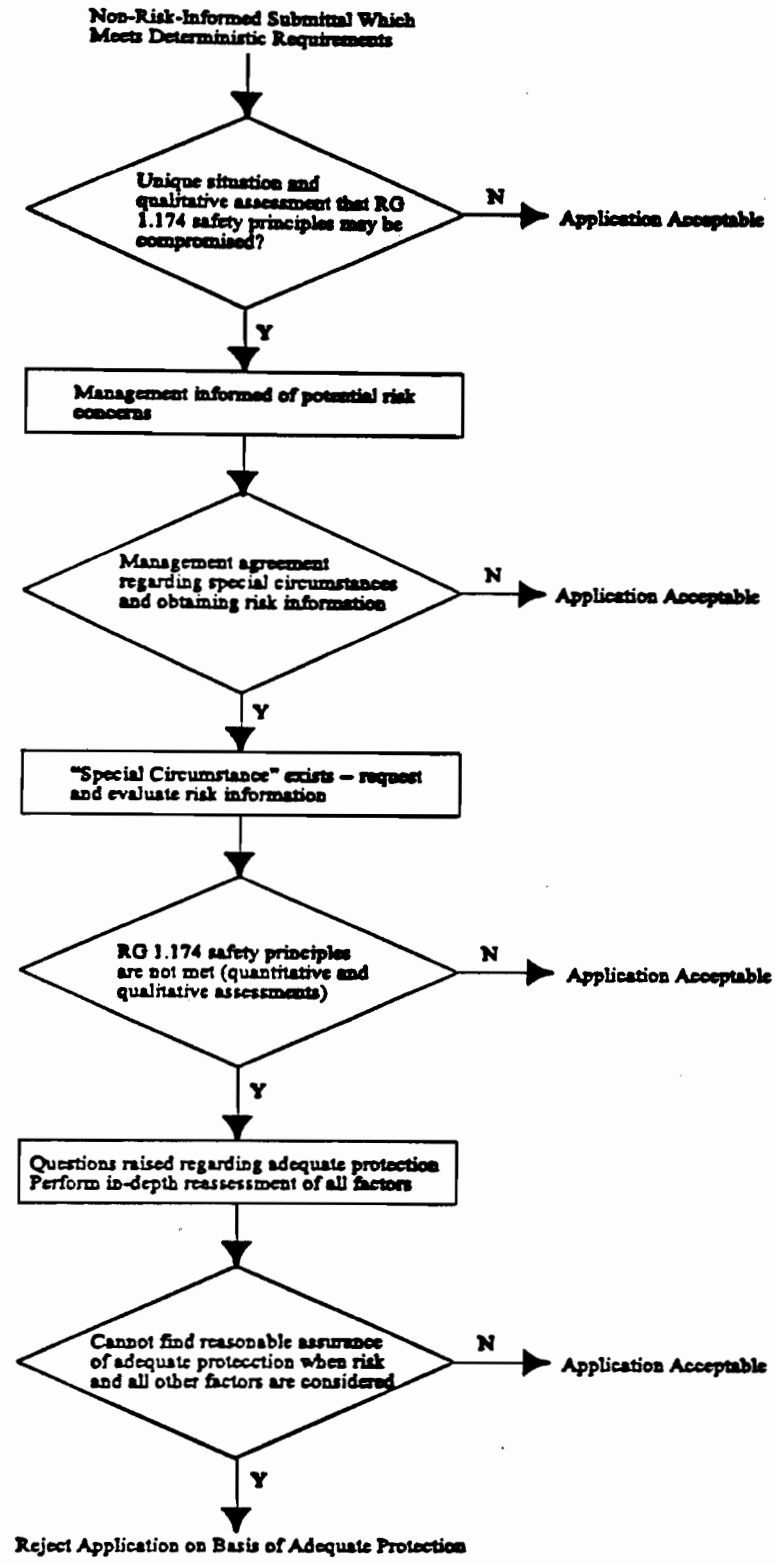 Non-Risk-Informed Submittal Which
Meets Deterministic Requirements
Unique situation and
qualitative assessment that RG
1.174 safety principles may be
compromised?
N
Application Acceptable
Y
Management informed of potential risk
concerns
Management agreement
regarding special circumstances
and obtaining risk information
N
Application Acceptable
Y
"Special Circumstance" exists – request
and evaluate risk information
RG 1.174 safety principles
are not met (quantitative and
qualitative assessments)
N
Application Acceptable
Y
Questions raised regarding adequate protection
Perform in-depth reassessment of all factors
Cannot find reasonable assurance
of adequate protecction when risk
and all other factors are considered
N
Application Acceptable
Y
Reject Application on Basis of Adequate Protection